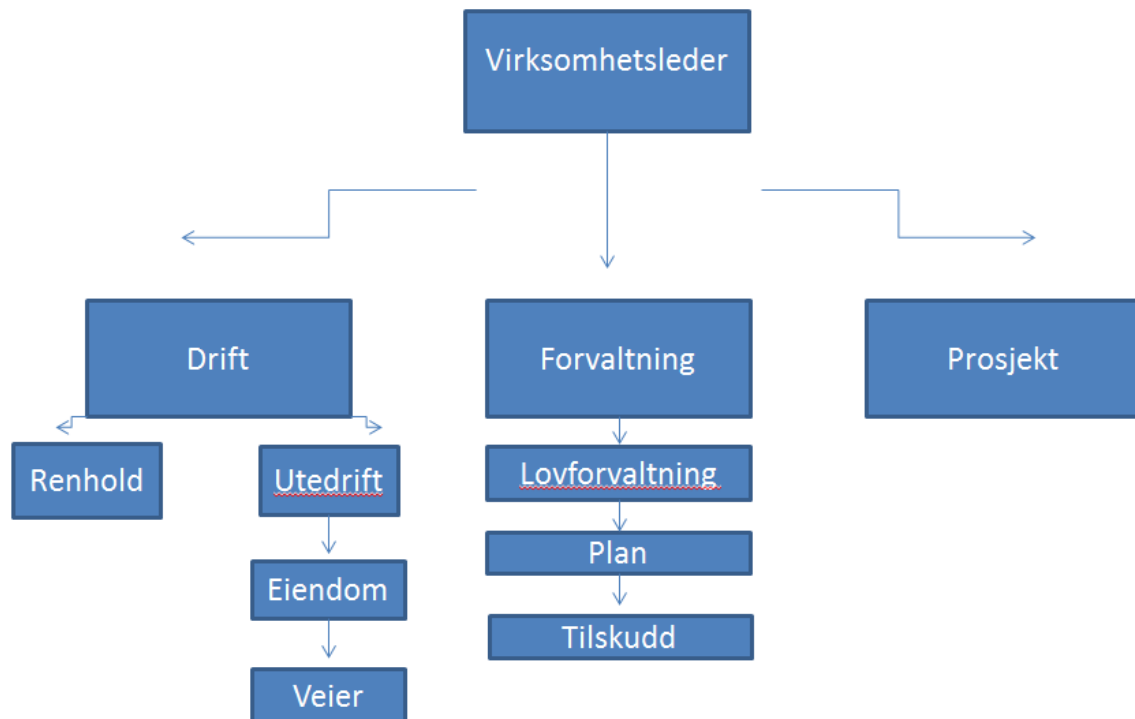 Virksomhetsleder
Drift
Forvaltning
Prosjekt
Renhold
Utedrift
Lovforvaltning
Plan
Eiendom
Tilskudd
Veier